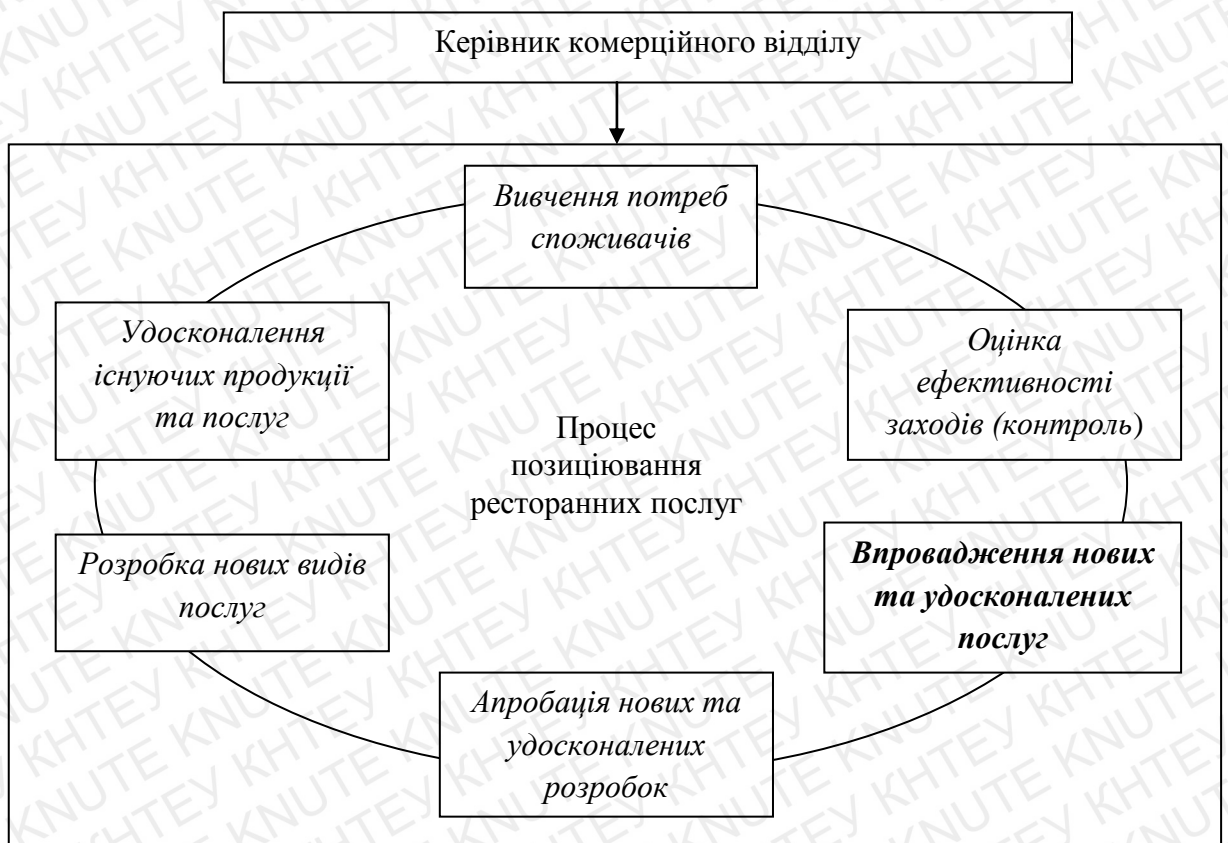 Керівник комерційного відділу
Вивчення потреб
споживачів
Удосконалення
існуючих продукції
та послуг
Оцінка
ефективності
заходів (контроль)
Процес
позиціювання
ресторанних послуг
Розробка нових видів
послуг
Впровадження нових
та удосконалених
послуг
Апробація нових та
удосконалених
розробок